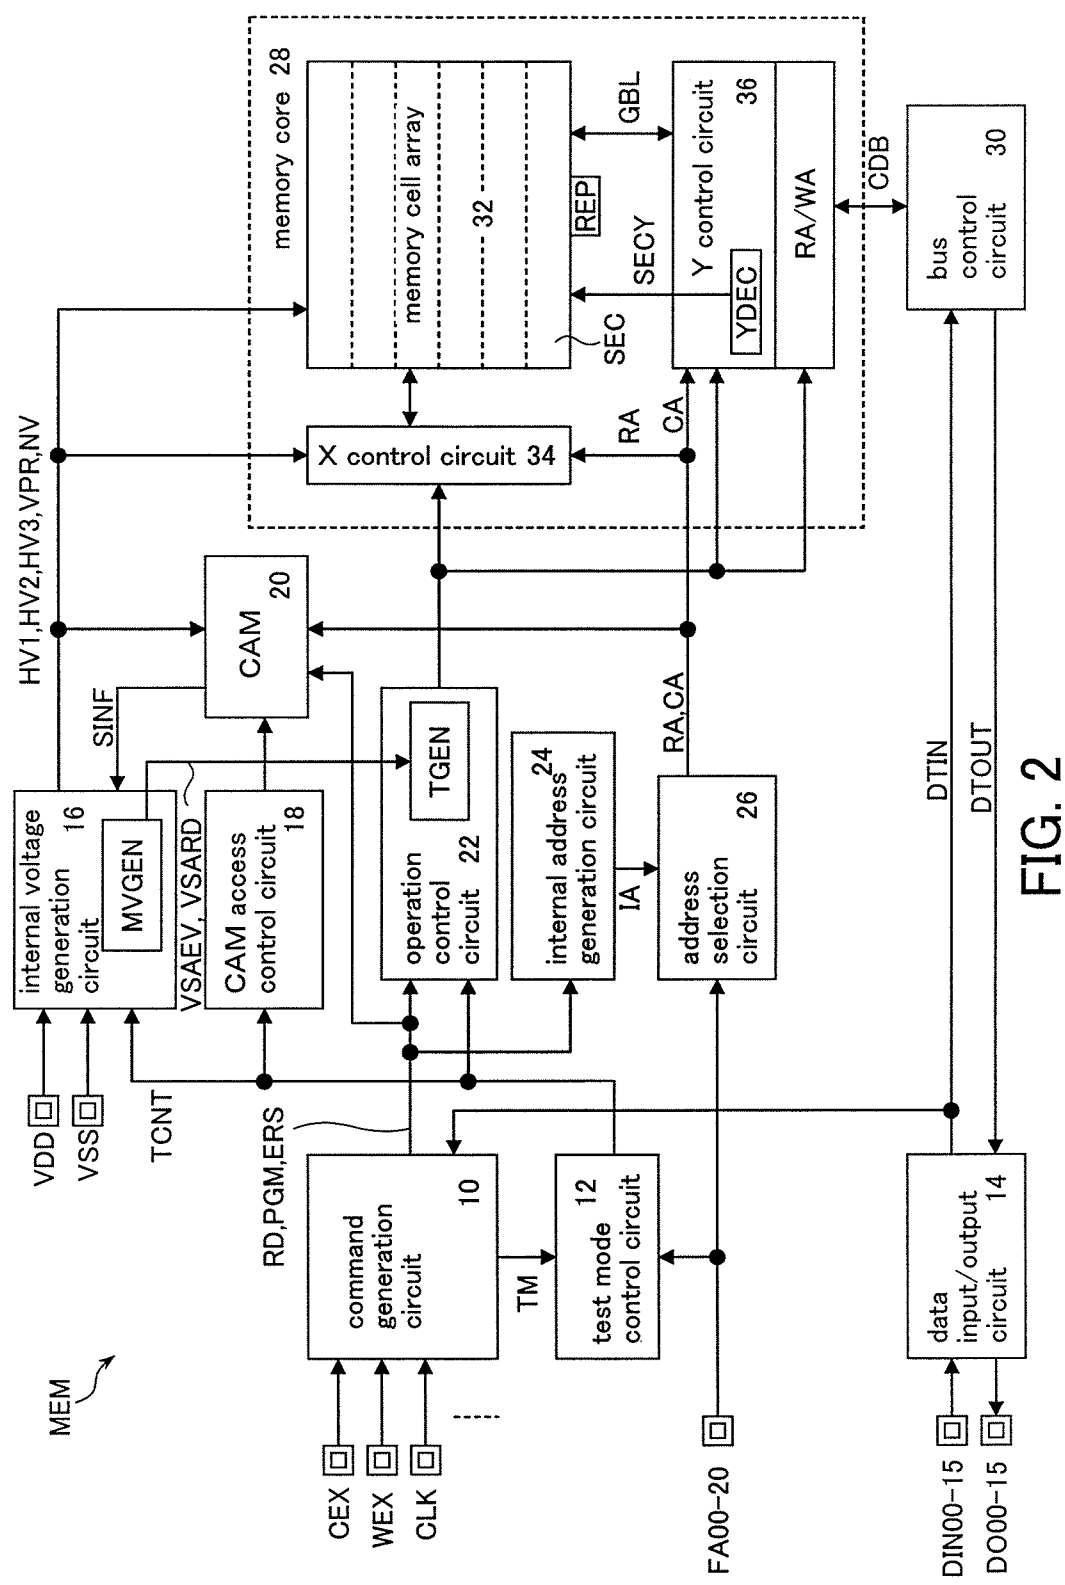 MEM
VDD
VSS
TCNT
internal voltage
generation
circuit
16
MVGEN
HV1,HV2,HV3,VPR,NV
SINF
VSAEV, VSARD
CAM access
control circuit
18
CAM
20
CEX
WEX
CLK
command
generation
circuit
10
RD,PGM,ERS
TM
test mode
control circuit
12
operation
control
circuit
22
TGEN
internal address
generation circuit
24
IA
address
selection
circuit
26
RA,CA
FA00-20
memory core 28
memory cell array
32
X control circuit 34
RA
CA
SEC
SECY
REP
GBL
Y control circuit
36
YDEC
RA/WA
CDB
bus
control
circuit
30
DTIN
DTOUT
data
input/output
circuit
14
DIN00-15
DO00-15
FIG. 2